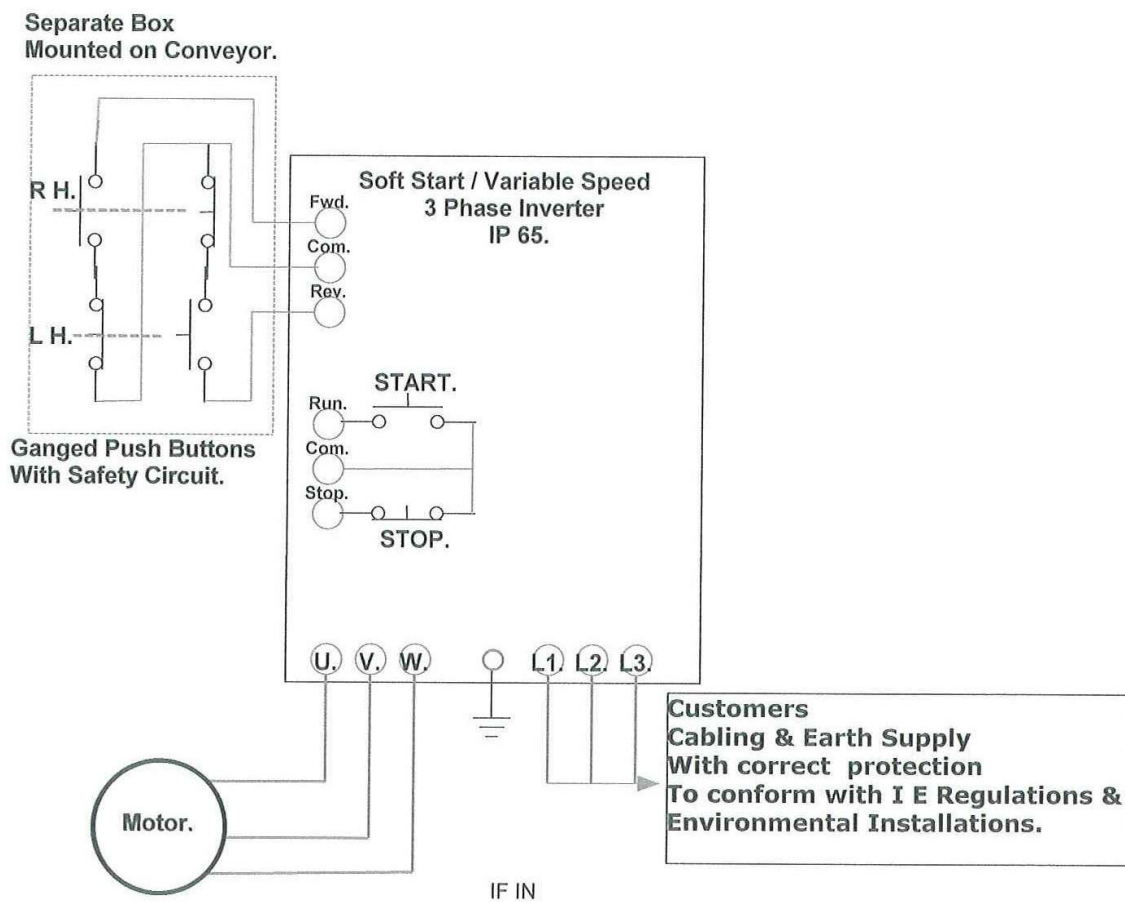 Separate Box
Mounted on Conveyor.
R H.
L H.
Ganged Push Buttons
With Safety Circuit.
Soft Start / Variable Speed
3 Phase Inverter
IP 65.
Fwd.
Com.
Rev.
START.
Run.
Com.
Stop.
STOP.
U. V. W. L1. L2. L3.
Motor.
Customers
Cabling & Earth Supply
With correct protection
To conform with I E Regulations &
Environmental Installations.
IF IN